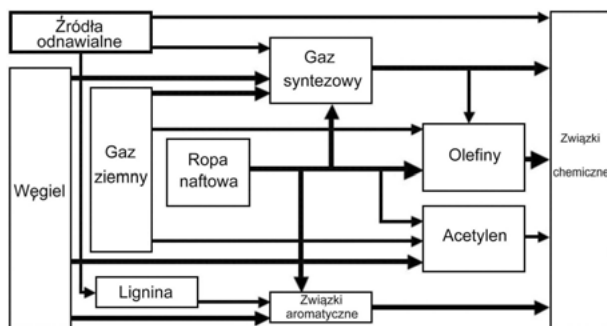 Źródła
odnawialne
Gaz
syntezowy
Węgiel
Gaz
ziemny
Ropa
naftowa
Olefiny
Związki
chemiczne
Acetylen
Lignina
Związki
aromatyczne